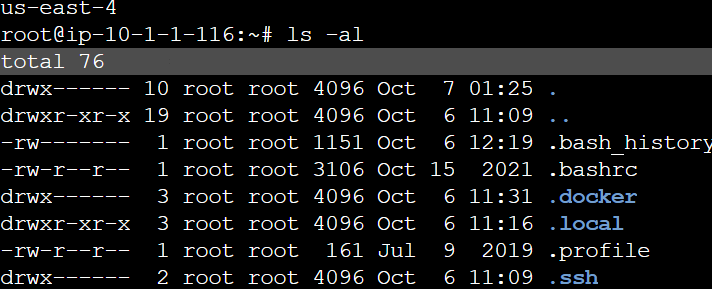 us-east-4
root@ip-10-1-1-116:~# ls -al
total 76
drwx------ 10 root root 4096 Oct  7 01:25 .
drwxr-xr-x 19 root root 4096 Oct  6 11:09 ..
-rw-------  1 root root 1151 Oct  6 12:19 .bash_history
-rw-r--r--  1 root root 3106 Oct 15  2021 .bashrc
drwx------  3 root root 4096 Oct  6 11:31 .docker
drwxr-xr-x  3 root root 4096 Oct  6 11:16 .local
-rw-r--r--  1 root root  161 Jul  9  2019 .profile
drwx------  2 root root 4096 Oct  6 11:09 .ssh